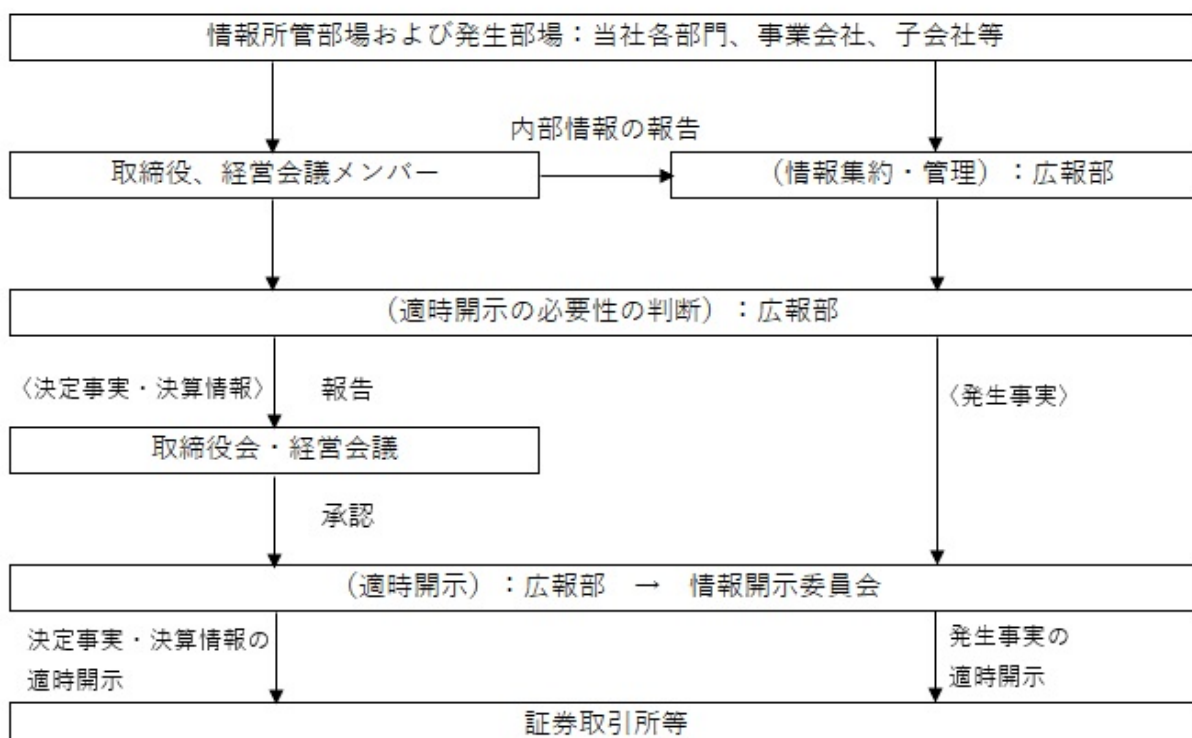 情報所管部場および発生部場：当社各部門、事業会社、子会社等
内部情報の報告
取締役、経営会議メンバー
（情報集約・管理）：広報部
（適時開示の必要性の判断）：広報部
〈決定事実・決算情報〉
報告
〈発生事実〉
取締役会・経営会議
承認
（適時開示）：広報部　→　情報開示委員会
決定事実・決算情報の
適時開示
発生事実の
適時開示
証券取引所等